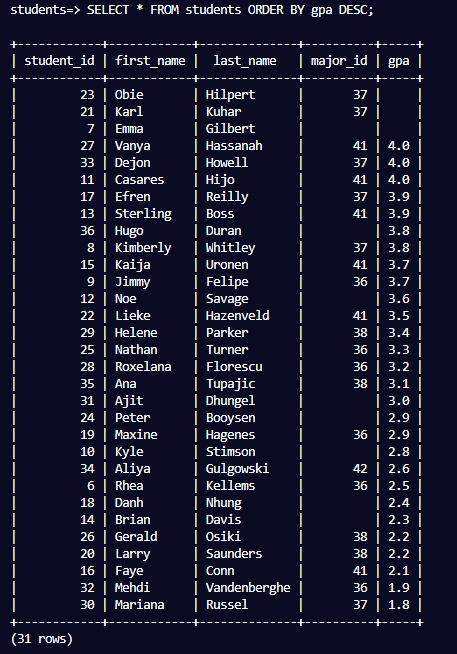 students=> SELECT * FROM students ORDER BY gpa DESC;
+------------+------------+--------------+----------+-----+
| student_id | first_name |  last_name   | major_id | gpa |
+------------+------------+--------------+----------+-----+
|         23 | Obie       | Hilpert      |       37 |     |
|         21 | Karl       | Kuhar        |       37 |     |
|          7 | Emma       | Gilbert      |          |     |
|         27 | Vanya      | Hassanah     |       41 | 4.0 |
|         33 | Dejon      | Howell       |       37 | 4.0 |
|         11 | Casares    | Hijo         |       41 | 4.0 |
|         17 | Efren      | Reilly       |       37 | 3.9 |
|         13 | Sterling   | Boss         |       41 | 3.9 |
|         36 | Hugo       | Duran        |          | 3.8 |
|          8 | Kimberly   | Whitley      |       37 | 3.8 |
|         15 | Kaija      | Uronen       |       41 | 3.7 |
|          9 | Jimmy      | Felipe       |       36 | 3.7 |
|         12 | Noe        | Savage       |          | 3.6 |
|         22 | Lieke      | Hazenveld    |       41 | 3.5 |
|         29 | Helene     | Parker       |       38 | 3.4 |
|         25 | Nathan     | Turner       |       36 | 3.3 |
|         28 | Roxelana   | Florescu     |       36 | 3.2 |
|         35 | Ana        | Tupajic      |       38 | 3.1 |
|         31 | Ajit       | Dhungel      |          | 3.0 |
|         24 | Peter      | Booysen      |          | 2.9 |
|         19 | Maxine     | Hagenes      |       36 | 2.9 |
|         10 | Kyle       | Stimson      |          | 2.8 |
|         34 | Aliya      | Gulgowski    |       42 | 2.6 |
|          6 | Rhea       | Kellems      |       36 | 2.5 |
|         18 | Danh       | Nhung        |          | 2.4 |
|         14 | Brian      | Davis        |          | 2.3 |
|         26 | Gerald     | Osiki        |       38 | 2.2 |
|         20 | Larry      | Saunders     |       38 | 2.2 |
|         16 | Faye       | Conn         |       41 | 2.1 |
|         32 | Mehdi      | Vandenberghe |       36 | 1.9 |
|         30 | Mariana    | Russel       |       37 | 1.8 |
+------------+------------+--------------+----------+-----+
(31 rows)